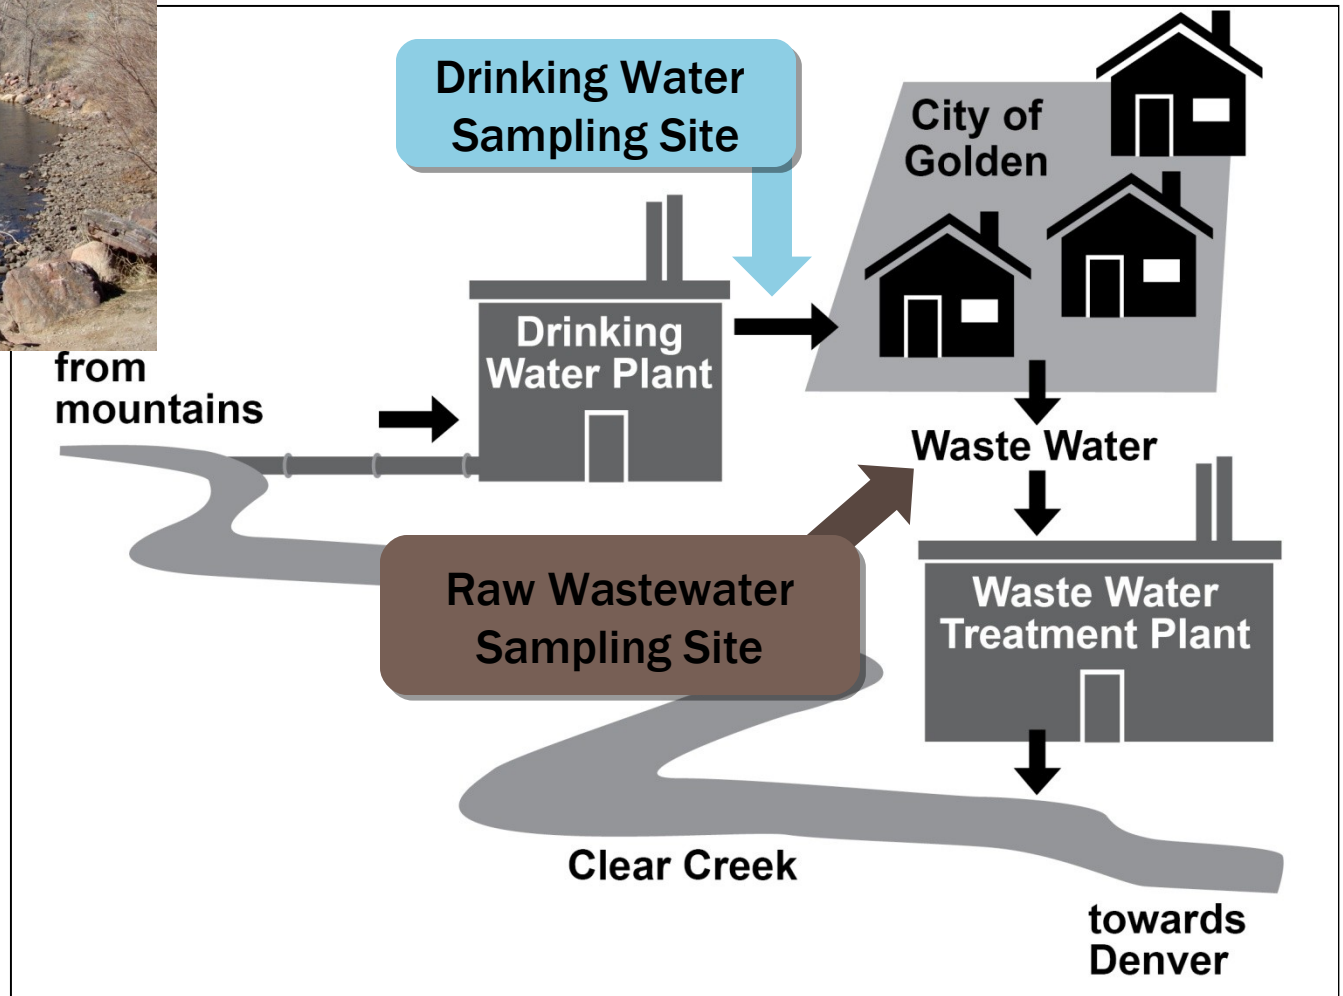 Drinking Water
Sampling Site
City of
Golden
Drinking
Water Plant
from
mountains
Waste Water
Raw Wastewater
Sampling Site
Waste Water
Treatment Plant
Clear Creek
towards
Denver